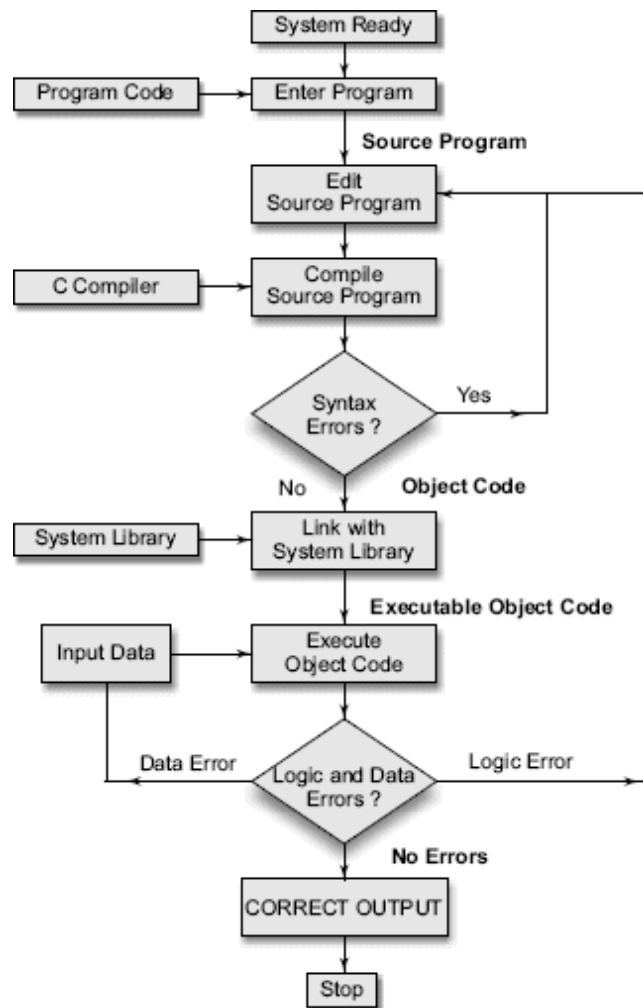 System Ready
Program Code
Enter Program
Source Program
Edit
Source Program
C Compiler
Compile
Source Program
Syntax
Errors ?
Yes
No
Object Code
System Library
Link with
System Library
Executable Object Code
Input Data
Execute
Object Code
Data Error
Logic and Data
Errors ?
Logic Error
No Errors
CORRECT OUTPUT
Stop